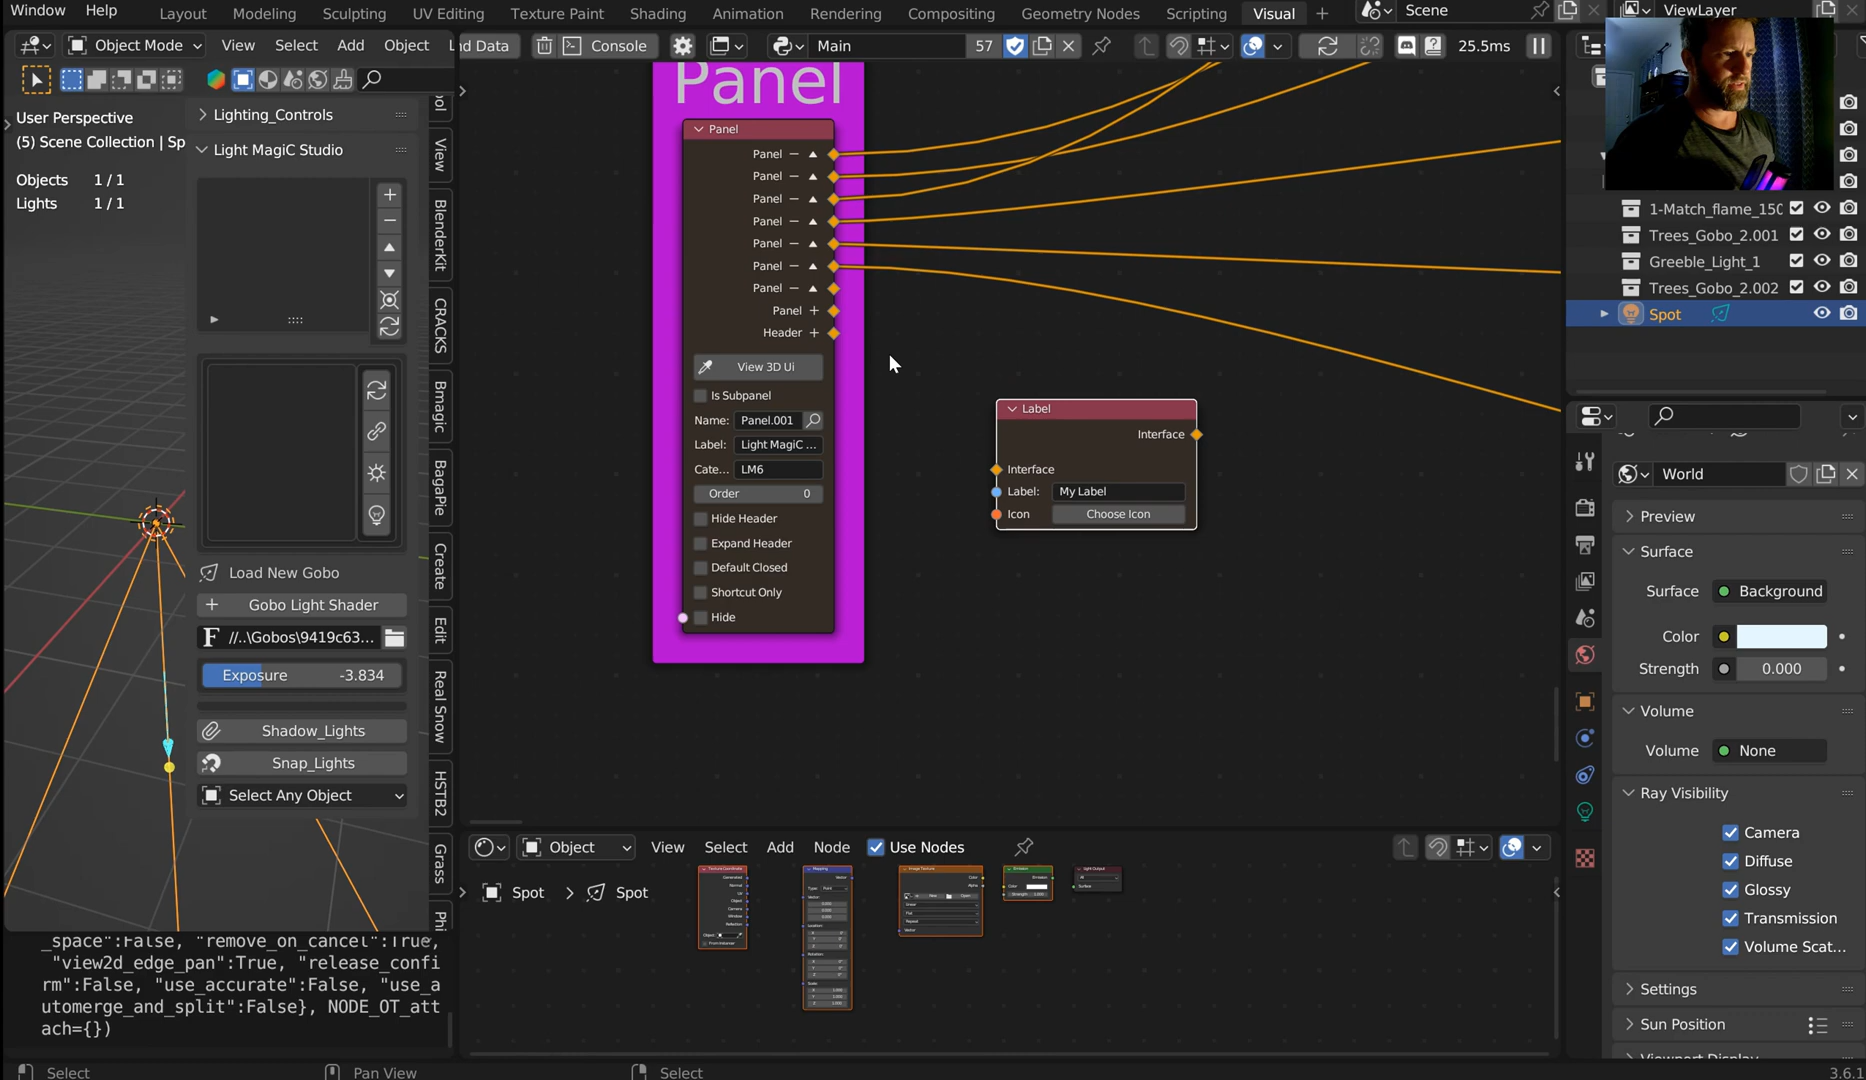 Window Help
Layout Modeling Sculpting UV Editing Texture Paint Shading Animation Rendering Compositing Geometry Nodes Scripting Visual +
Scene
ViewLayer
Object Mode View Select Add Object
nd Data Console Main 57 25.5ms
Lighting_Controls
Light MagiC Studio
User Perspective
(5) Scene Collection | Sp
Objects 1 / 1
Lights 1 / 1
Load New Gobo
Gobo Light Shader
F //..\Gobos\9419c63...
Exposure -3.834
Shadow_Lights
Snap_Lights
Select Any Object
View
BlenderKit
CRACKS
Bmagic
BagaPie
Create
Edit
Real Snow
HSTB2
Grass
Phi
_space":False, "remove_on_cancel":True,
"view2d_edge_pan":True, "release_confi
rm":False, "use_accurate":False, "use_a
utomerge_and_split":False}, NODE_OT_att
ach={})
Panel
Panel
Panel
Panel
Panel
Panel
Panel
Panel
Panel
Panel
Header
View 3D Ui
Is Subpanel
Name: Panel.001
Label: Light MagiC ...
Cate... LM6
Order 0
Hide Header
Expand Header
Default Closed
Shortcut Only
Hide
Label
Interface
Interface
Label: My Label
Icon Choose Icon
Object View Select Add Node Use Nodes
Spot > Spot
1-Match_flame_150
Trees_Gobo_2.001
Greeble_Light_1
Trees_Gobo_2.002
Spot
World
Preview
Surface
Surface Background
Color
Strength 0.000
Volume
Volume None
Ray Visibility
Camera
Diffuse
Glossy
Transmission
Volume Scat...
Settings
Sun Position
Viewport Display
Select Pan View Select 3.6.1